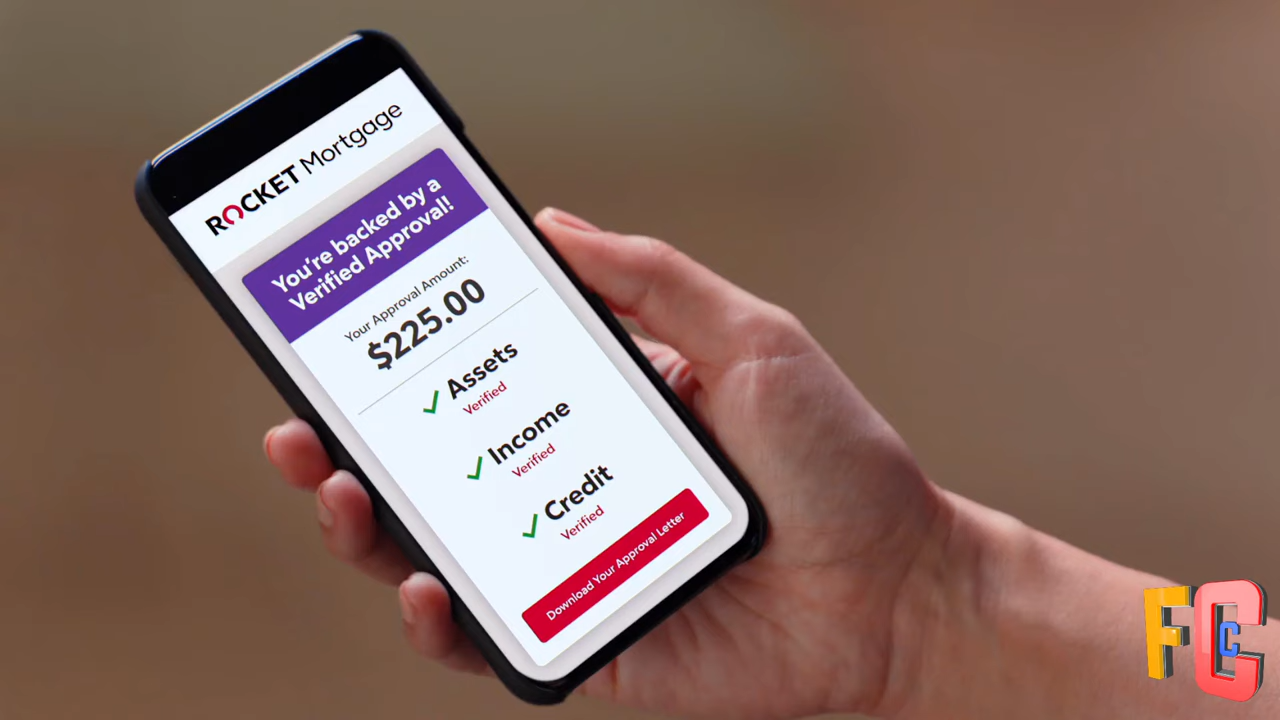 ROCKET Mortgage
You're backed by a
Verified Approval!
Your Approval Amount:
$225.00
Assets
Verified
Income
Verified
Credit
Verified
Download Your Approval Letter
FCC